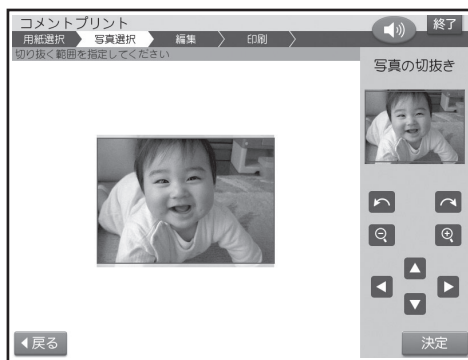 コメントプリント
終了
用紙選択 写真選択 編集 印刷
切り抜く範囲を指定してください
写真の切抜き
戻る
決定